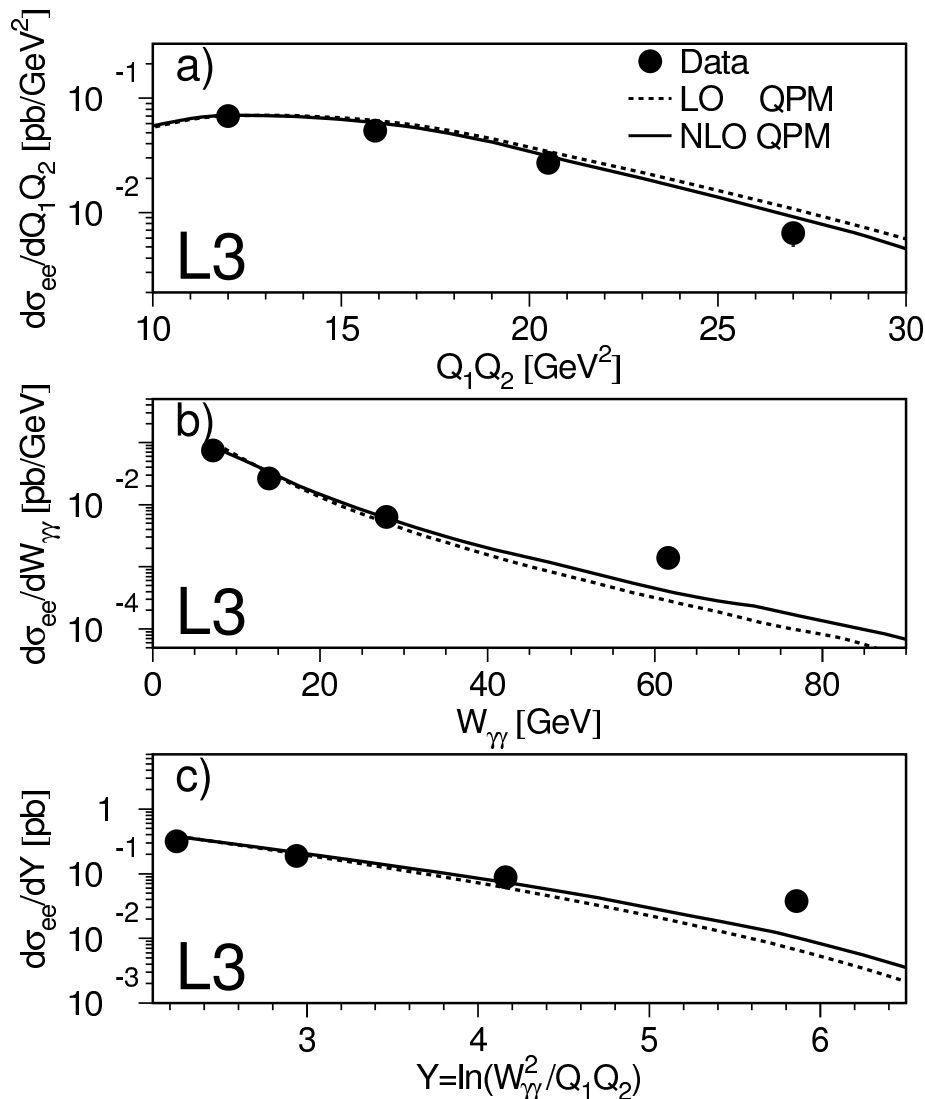 a)
Data
LO QPM
NLO QPM
10⁻¹
10⁻²
dσₑₑ/dQ₁Q₂ [pb/GeV²]
L3
10 15 20 25 30
Q₁Q₂ [GeV²]
b)
10⁻²
10⁻⁴
dσₑₑ/dWγγ [pb/GeV]
L3
0 20 40 60 80
Wγγ [GeV]
c)
1
10⁻¹
10⁻²
10⁻³
dσₑₑ/dY [pb]
L3
3 4 5 6
Y=ln(W²γγ/Q₁Q₂)